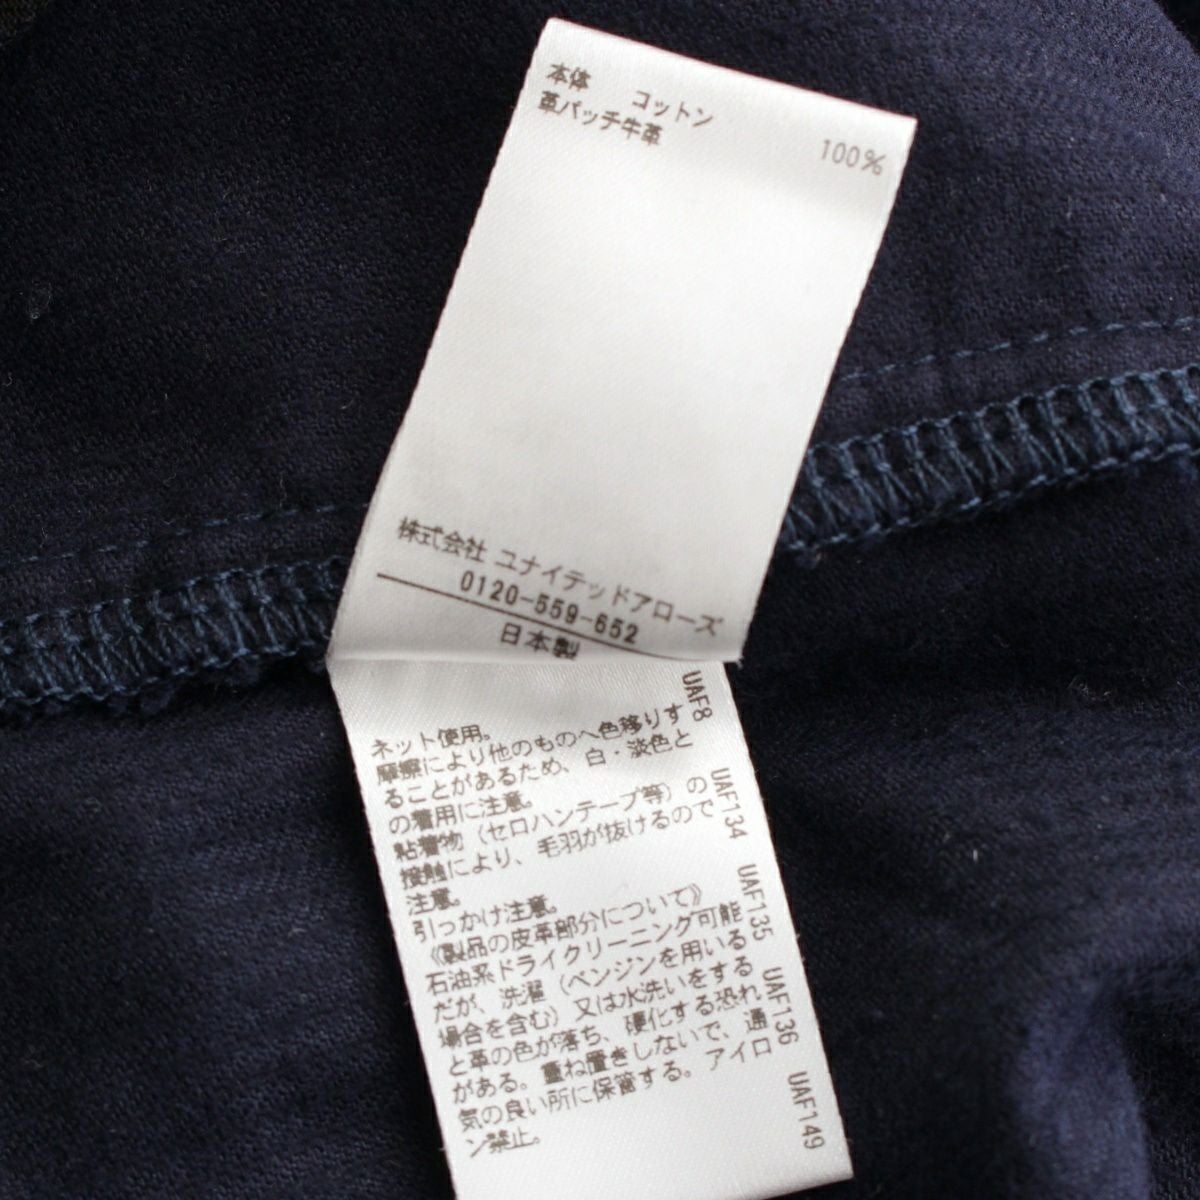 本体 コットン 100%
革パッチ牛革
株式会社 ユナイテッドアローズ
0120-559-652
日本製
ネット使用。
摩擦により他のものへ色移りす
ることがあるため、白・淡色と
の着用に注意。
粘着物（セロハンテープ等）の
接触により、毛羽が抜けるので
注意。
引っかけ注意。
《製品の皮革部分について》
石油系ドライクリーニング可能
だが、洗濯（ベンジンを用いる
場合を含む）又は水洗いをする
と革の色が落ち、硬化する恐れ
がある。重ね置きしないで、通
気の良い所に保管する。アイロ
ン禁止。
UAF8
UAF134
UAF135
UAF136
UAF149